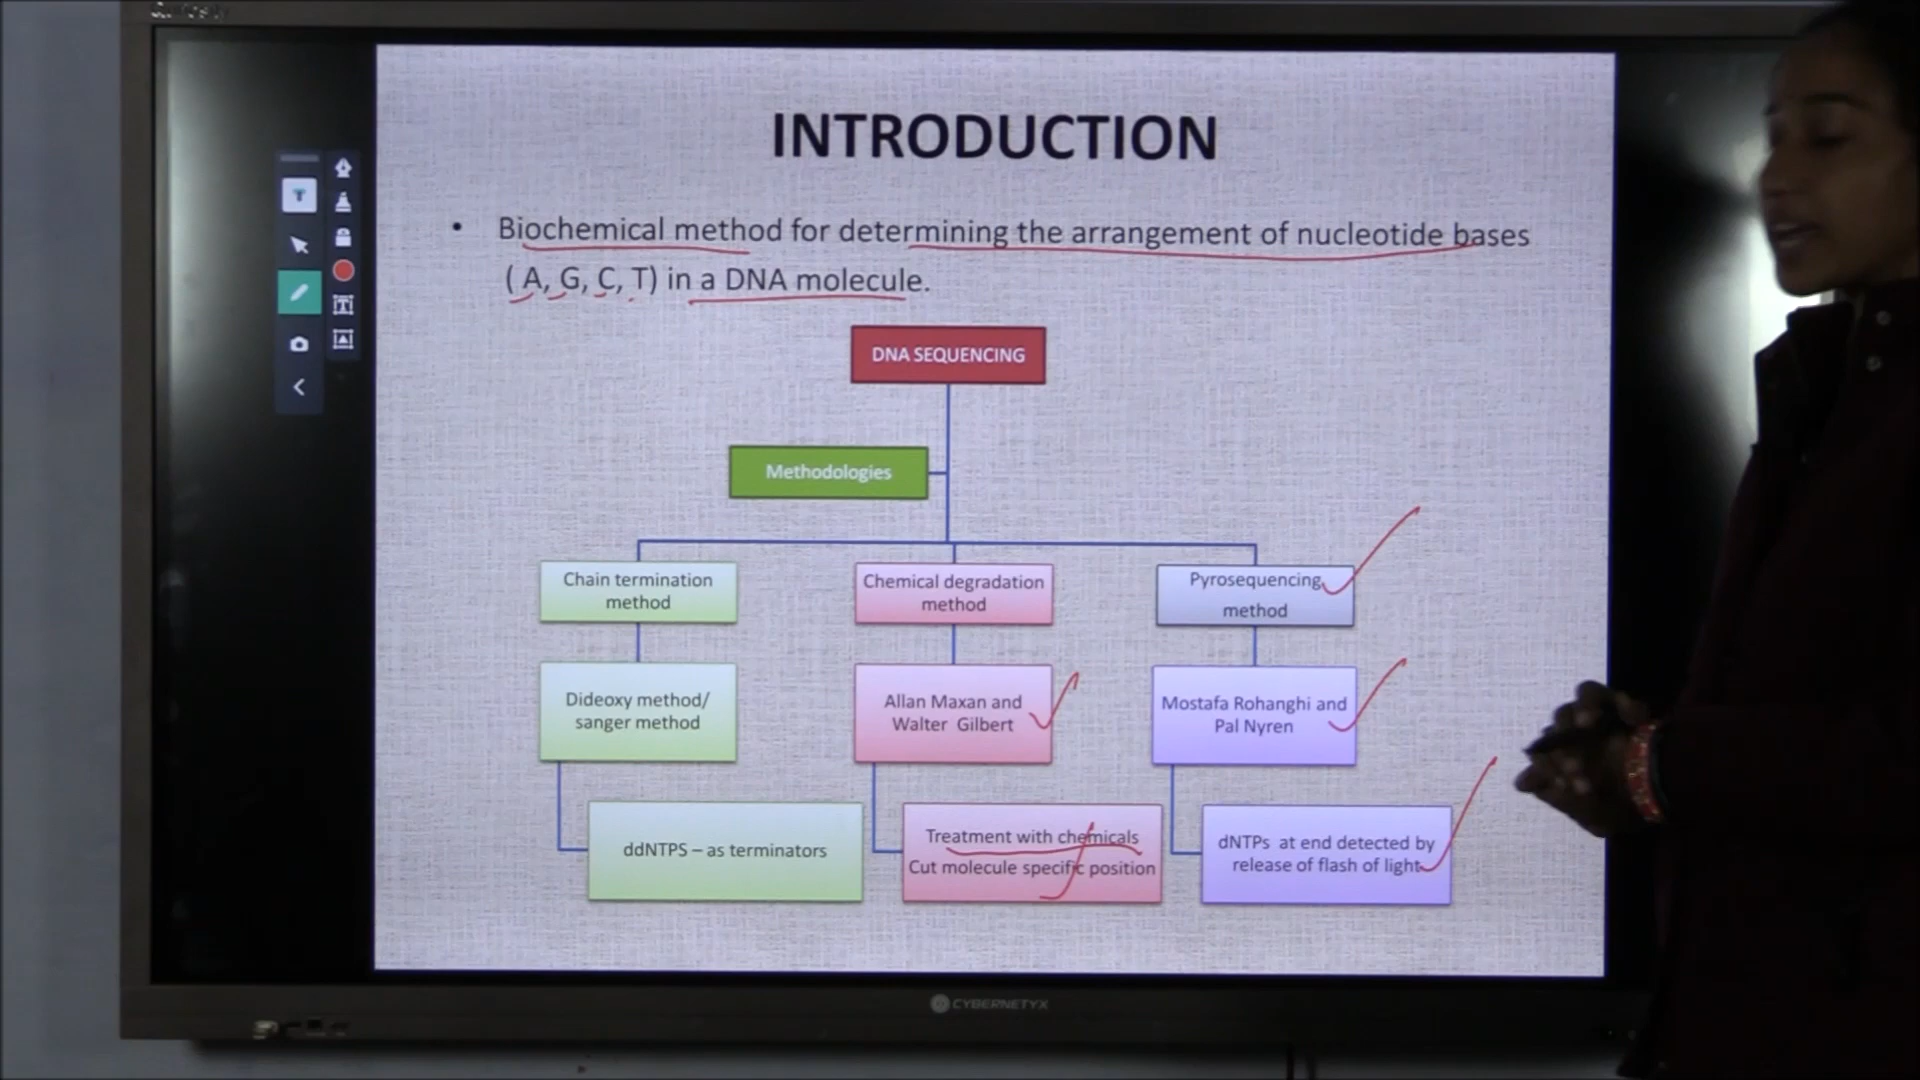 INTRODUCTION
• Biochemical method for determining the arrangement of nucleotide bases
( A, G, C, T) in a DNA molecule.
DNA SEQUENCING
Methodologies
Chain termination
method
Chemical degradation
method
Pyrosequencing
method
Dideoxy method/
sanger method
Allan Maxan and
Walter Gilbert
Mostafa Rohanghi and
Pal Nyren
ddNTPS – as terminators
Treatment with chemicals
Cut molecule specific position
dNTPs at end detected by
release of flash of light
CYBERNETYX